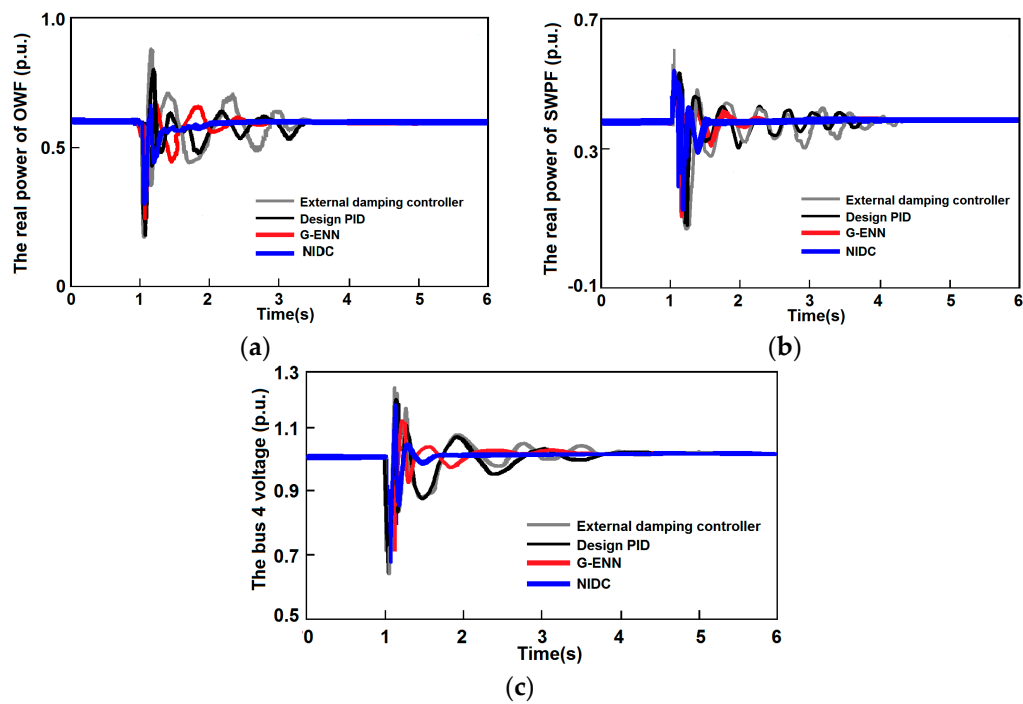 The real power of OWF (p.u.)
1.0
0.5
0
External damping controller
Design PID
G-ENN
NIDC
0 1 2 3 4 5 6
Time(s)
(a)
The real power of SWPF (p.u.)
0.7
0.3
-0.1
External damping controller
Design PID
G-ENN
NIDC
0 1 2 3 4 5 6
Time(s)
(b)
The bus 4 voltage (p.u.)
1.3
1.1
0.9
0.7
0.5
External damping controller
Design PID
G-ENN
NIDC
0 1 2 3 4 5 6
Time(s)
(c)